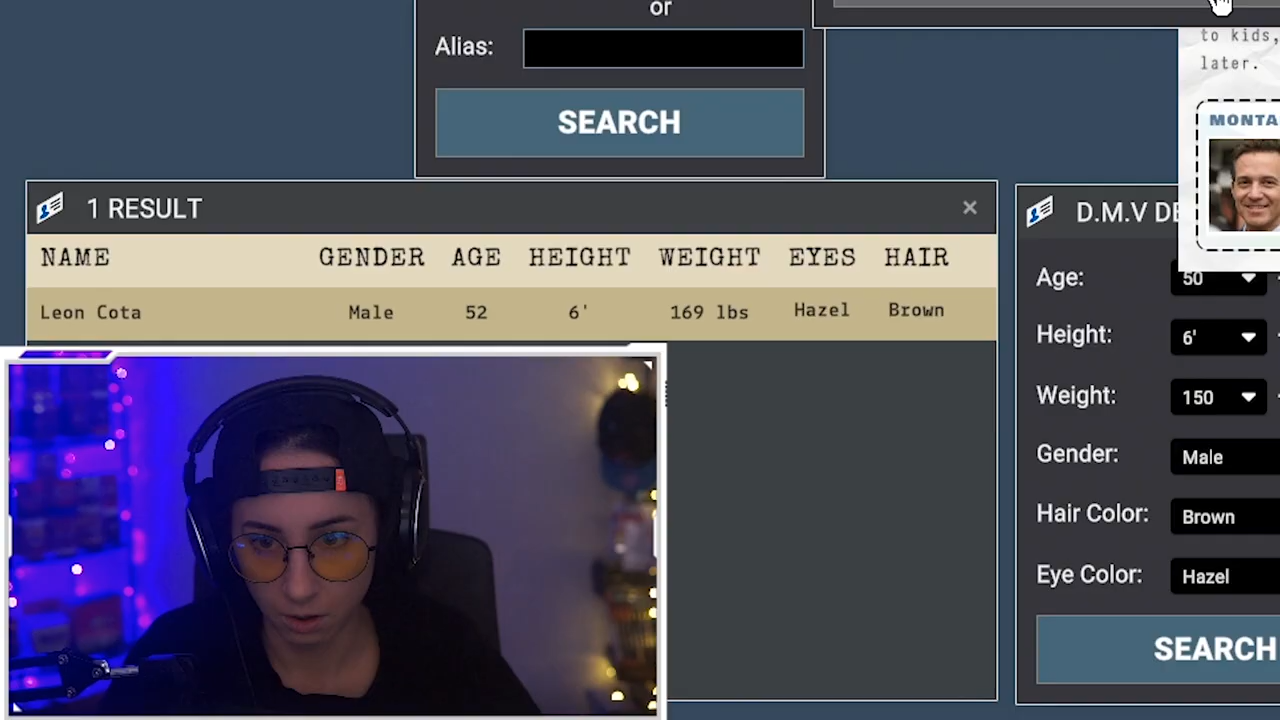 or
Alias:
SEARCH
to kids,
later.
MONTA
1 RESULT
NAME GENDER AGE HEIGHT WEIGHT EYES HAIR
Leon Cota Male 52 6' 169 lbs Hazel Brown
D.M.V DE
Age: 50
Height: 6'
Weight: 150
Gender: Male
Hair Color: Brown
Eye Color: Hazel
SEARCH